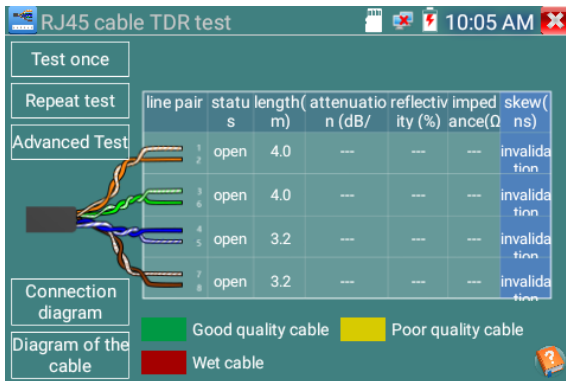 RJ45 cable TDR test
10:05 AM
Test once
Repeat test
Advanced Test
line pair statu length( attenuatio reflectiv imped skew(
s m) n (dB/ ity (%) ance(Ω ns)
1 open 4.0 --- --- --- invalida
2 tion
3 open 4.0 --- --- --- invalida
6 tion
4 open 3.2 --- --- --- invalida
5 tion
7 open 3.2 --- --- --- invalida
8 tion
Connection
diagram
Diagram of the
cable
Good quality cable Poor quality cable
Wet cable